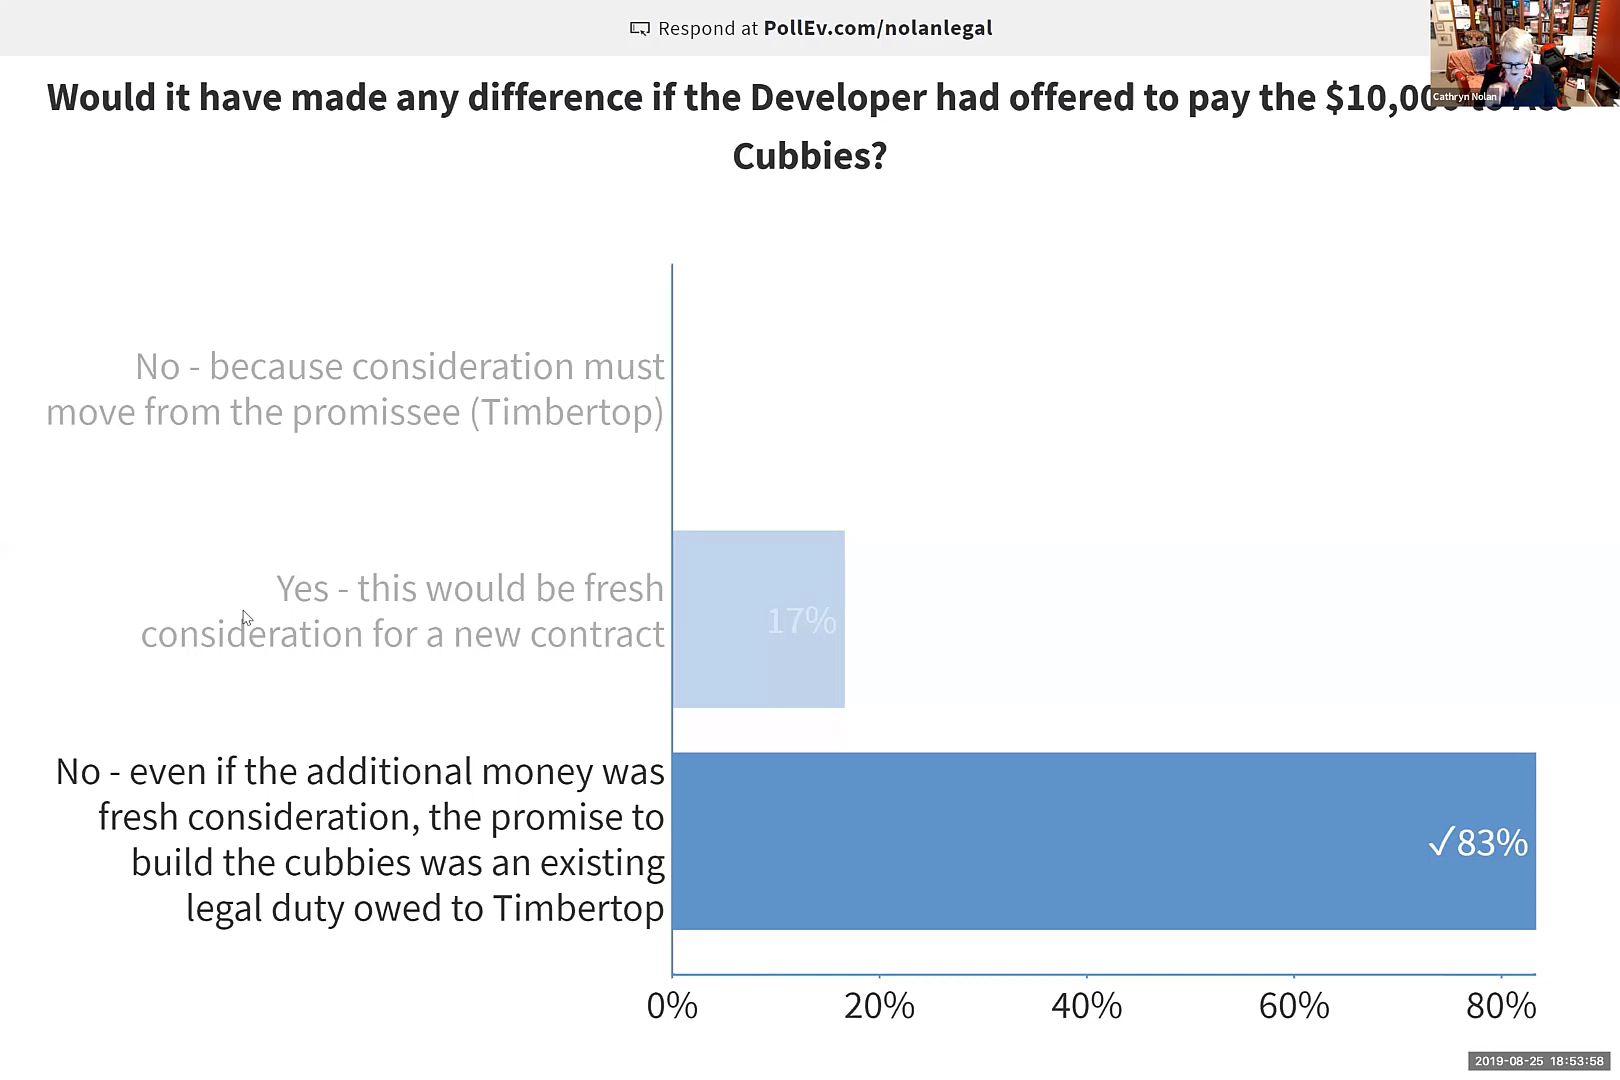 Respond at PollEv.com/nolanlegal
Cathryn Nolan
Would it have made any difference if the Developer had offered to pay the $10,000 to Ace
Cubbies?
No - because consideration must
move from the promissee (Timbertop)
Yes - this would be fresh
consideration for a new contract
17%
No - even if the additional money was
fresh consideration, the promise to
build the cubbies was an existing
legal duty owed to Timbertop
✓83%
0% 20% 40% 60% 80%
2019-08-25 18:53:58